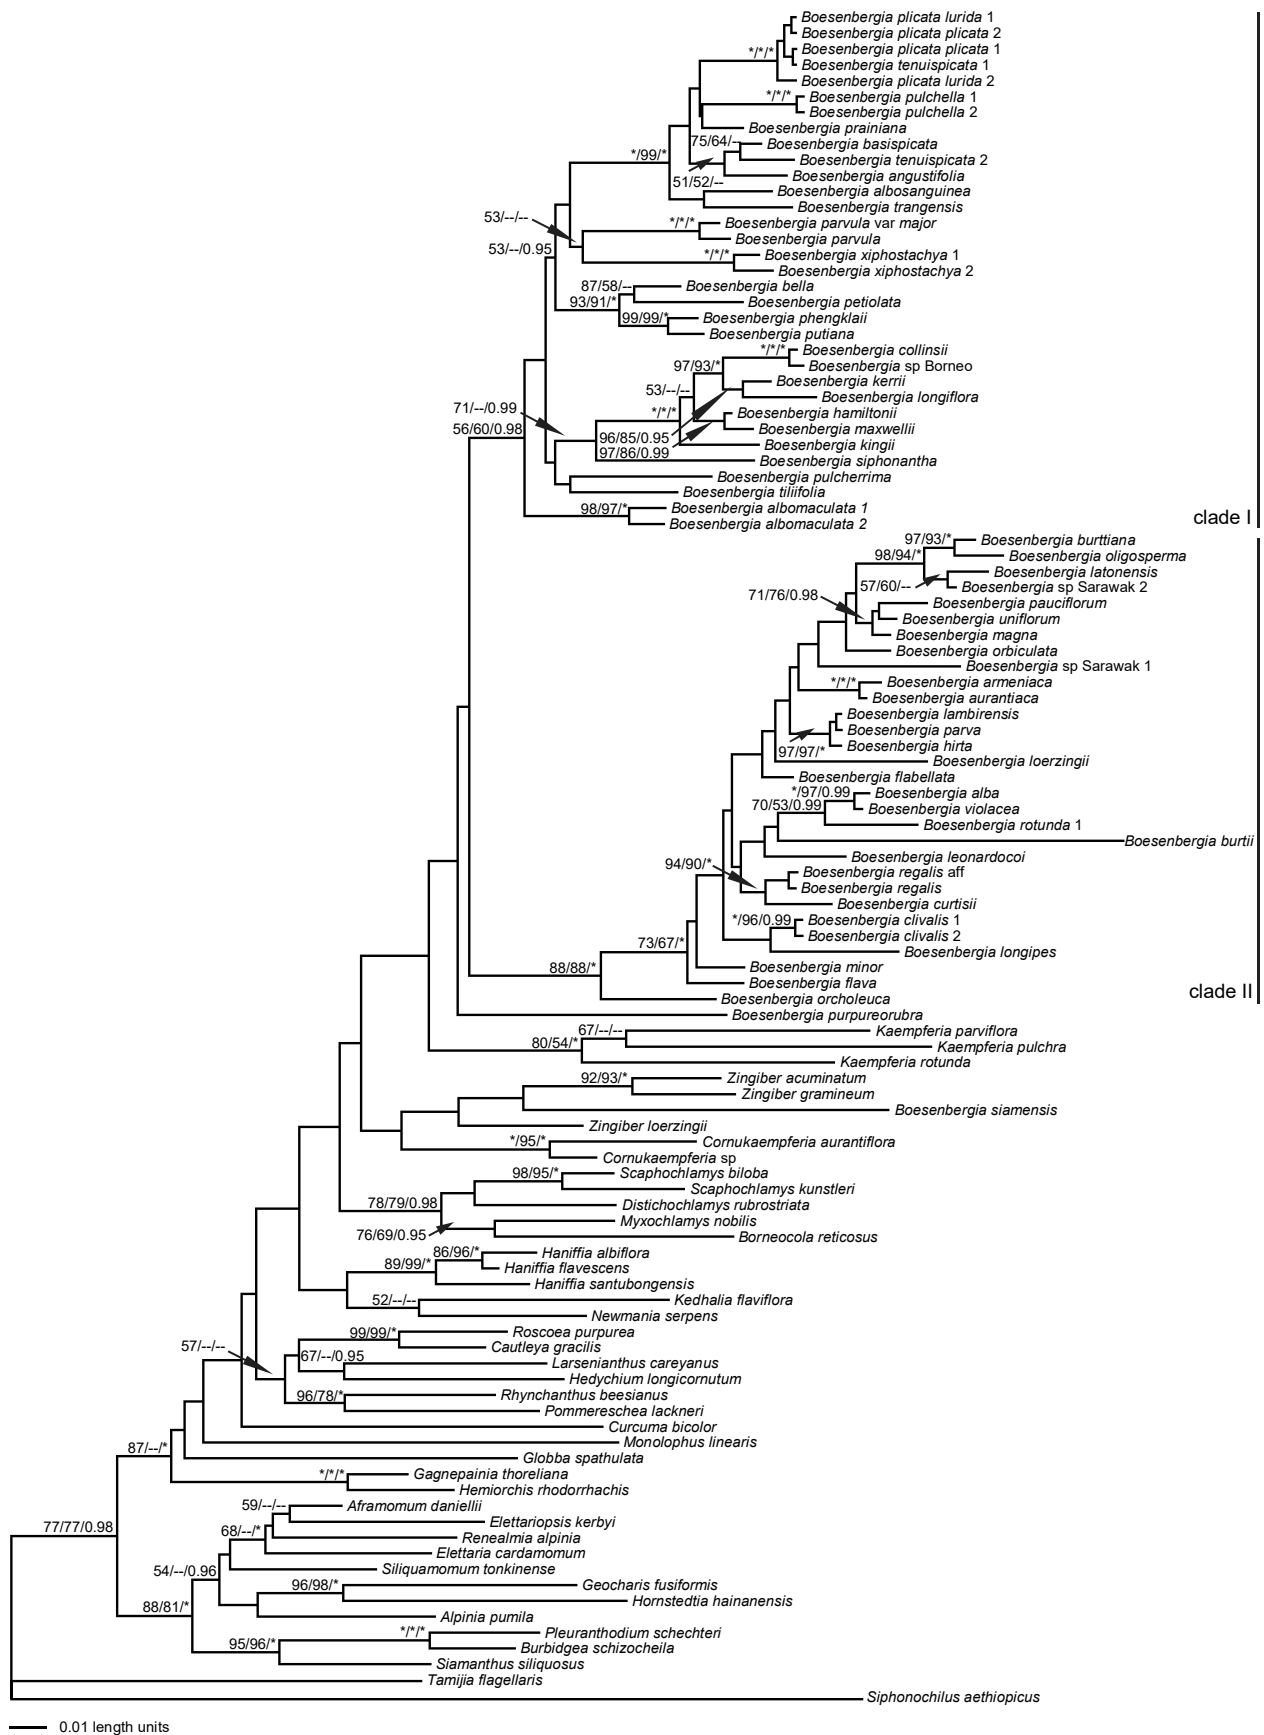 Boesenbergia plicata lurida 1
Boesenbergia plicata plicata 2
*/*/*
Boesenbergia plicata plicata 1
Boesenbergia tenuispicata 1
Boesenbergia plicata lurida 2
*/*/*
Boesenbergia pulchella 1
Boesenbergia pulchella 2
Boesenbergia prainiana
75/64/--
Boesenbergia basispicata
*/99/*
Boesenbergia tenuispicata 2
51/52/--
Boesenbergia angustifolia
Boesenbergia albosanguinea
Boesenbergia trangensis
53/--/--
*/*/*
Boesenbergia parvula var major
Boesenbergia parvula
53/--/0.95
*/*/*
Boesenbergia xiphostachya 1
Boesenbergia xiphostachya 2
87/58/--
Boesenbergia bella
93/91/*
Boesenbergia petiolata
99/99/*
Boesenbergia phengklaii
Boesenbergia putiana
*/*/*
Boesenbergia collinsii
97/93/*
Boesenbergia sp Borneo
Boesenbergia kerrii
53/--/--
Boesenbergia longiflora
71/--/0.99
*/*/*
Boesenbergia hamiltonii
56/60/0.98
Boesenbergia maxwellii
96/85/0.95
Boesenbergia kingii
97/86/0.99
Boesenbergia siphonantha
Boesenbergia pulcherrima
Boesenbergia tiliifolia
98/97/*
Boesenbergia albomaculata 1
Boesenbergia albomaculata 2
clade I
97/93/*
Boesenbergia burttiana
98/94/*
Boesenbergia oligosperma
Boesenbergia latonensis
57/60/--
Boesenbergia sp Sarawak 2
71/76/0.98
Boesenbergia pauciflorum
Boesenbergia uniflorum
Boesenbergia magna
Boesenbergia orbiculata
Boesenbergia sp Sarawak 1
*/*/*
Boesenbergia armeniaca
Boesenbergia aurantiaca
Boesenbergia lambirensis
Boesenbergia parva
97/97/*
Boesenbergia hirta
Boesenbergia loerzingii
Boesenbergia flabellata
*/97/0.99
Boesenbergia alba
70/53/0.99
Boesenbergia violacea
Boesenbergia rotunda 1
Boesenbergia burtii
Boesenbergia leonardocoi
94/90/*
Boesenbergia regalis aff
Boesenbergia regalis
Boesenbergia curtisii
*/96/0.99
Boesenbergia clivalis 1
Boesenbergia clivalis 2
73/67/*
Boesenbergia longipes
88/88/*
Boesenbergia minor
Boesenbergia flava
clade II
Boesenbergia orcholeuca
Boesenbergia purpureorubra
67/--/--
Kaempferia parviflora
80/54/*
Kaempferia pulchra
Kaempferia rotunda
92/93/*
Zingiber acuminatum
Zingiber gramineum
Boesenbergia siamensis
Zingiber loerzingii
*/95/*
Cornukaempferia aurantiflora
Cornukaempferia sp
98/95/*
Scaphochlamys biloba
Scaphochlamys kunstleri
78/79/0.98
Distichochlamys rubrostriata
Myxochlamys nobilis
76/69/0.95
Borneocola reticosus
86/96/*
Haniffia albiflora
89/99/*
Haniffia flavescens
Haniffia santubongensis
52/--/--
Kedhalia flaviflora
Newmania serpens
99/99/*
Roscoea purpurea
57/--/--
Cautleya gracilis
67/--/0.95
Larsenianthus careyanus
Hedychium longicornutum
96/78/*
Rhynchanthus beesianus
Pommereschea lackneri
Curcuma bicolor
Monolophus linearis
87/--/*
Globba spathulata
*/*/*
Gagnepainia thoreliana
Hemiorchis rhodorrhachis
59/--/--
Aframomum daniellii
Elettariopsis kerbyi
77/77/0.98
68/--/*
Renealmia alpinia
Elettaria cardamomum
54/--/0.96
Siliquamomum tonkinense
96/98/*
Geocharis fusiformis
Hornstedtia hainanensis
88/81/*
Alpinia pumila
*/*/*
Pleuranthodium schechteri
95/96/*
Burbidgea schizocheila
Siamanthus siliquosus
Tamijia flagellaris
Siphonochilus aethiopicus
0.01 length units